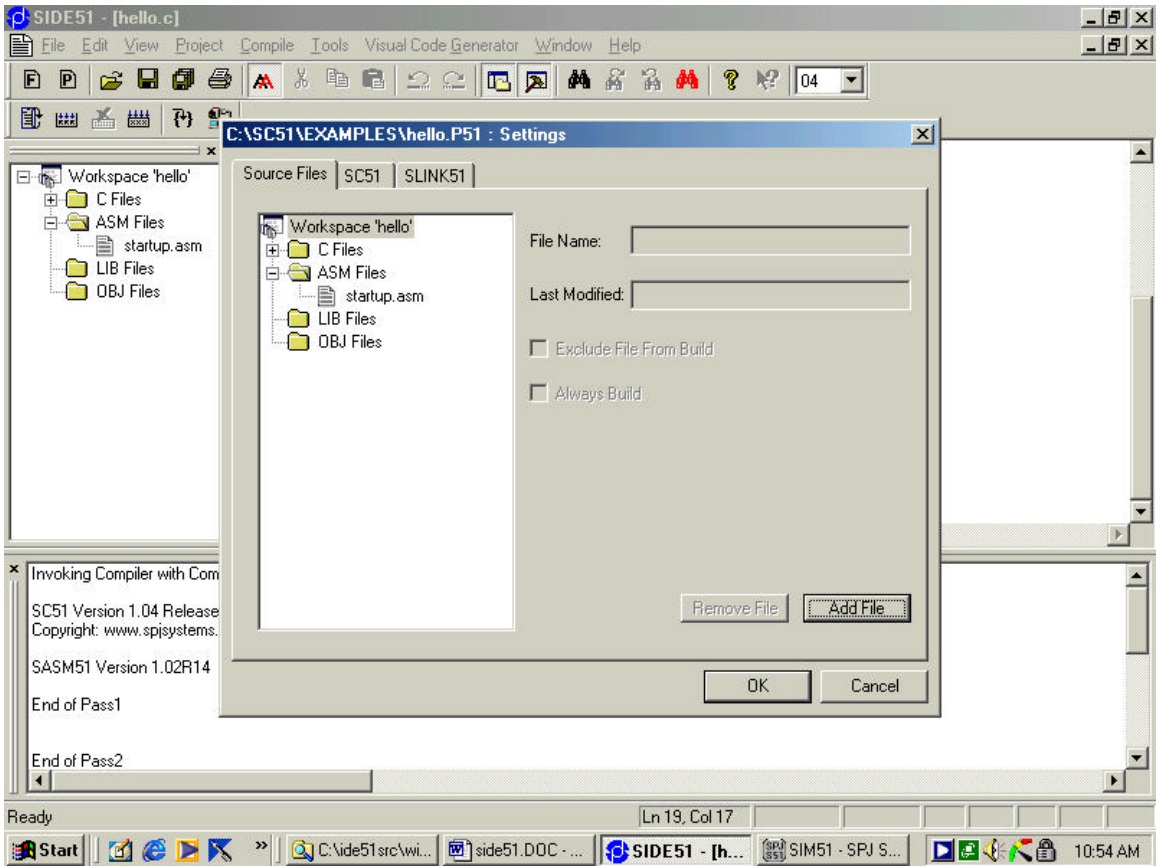 SIDE51 - [hello.c]
File Edit View Project Compile Tools Visual Code Generator Window Help
F P 04
C:\SC51\EXAMPLES\hello.P51 : Settings
Workspace 'hello'
C Files
ASM Files
startup.asm
LIB Files
OBJ Files
Source Files SC51 SLINK51
Workspace 'hello'
C Files
ASM Files
startup.asm
LIB Files
OBJ Files
File Name:
Last Modified:
Exclude File From Build
Always Build
Remove File Add File
OK Cancel
Invoking Compiler with Com
SC51 Version 1.04 Release
Copyright: www.spjsystems.
SASM51 Version 1.02R14
End of Pass1
End of Pass2
Ready Ln 19, Col 17
Start » C:\ide51src\wi... side51.DOC - ... SIDE51 - [h... SIM51 - SPJ S... 10:54 AM